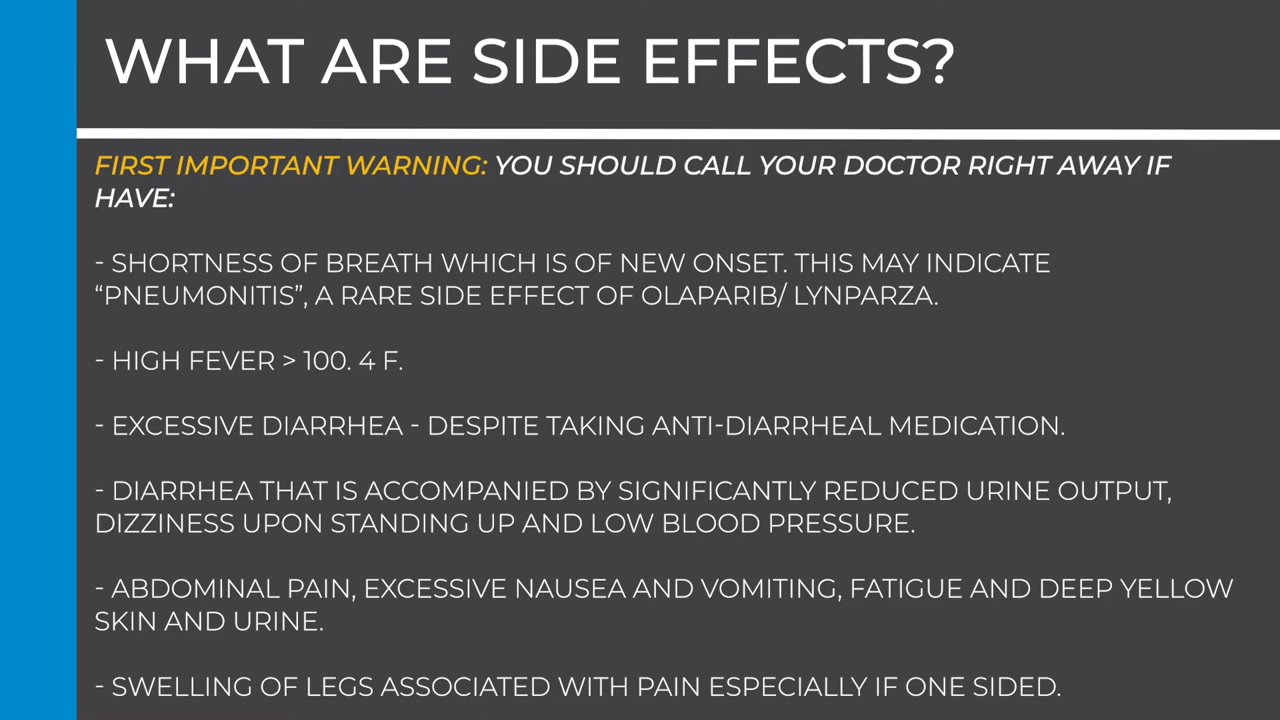 WHAT ARE SIDE EFFECTS?
FIRST IMPORTANT WARNING: YOU SHOULD CALL YOUR DOCTOR RIGHT AWAY IF
HAVE:
- SHORTNESS OF BREATH WHICH IS OF NEW ONSET. THIS MAY INDICATE
“PNEUMONITIS”, A RARE SIDE EFFECT OF OLAPARIB/ LYNPARZA.
- HIGH FEVER > 100. 4 F.
- EXCESSIVE DIARRHEA - DESPITE TAKING ANTI-DIARRHEAL MEDICATION.
- DIARRHEA THAT IS ACCOMPANIED BY SIGNIFICANTLY REDUCED URINE OUTPUT,
DIZZINESS UPON STANDING UP AND LOW BLOOD PRESSURE.
- ABDOMINAL PAIN, EXCESSIVE NAUSEA AND VOMITING, FATIGUE AND DEEP YELLOW
SKIN AND URINE.
- SWELLING OF LEGS ASSOCIATED WITH PAIN ESPECIALLY IF ONE SIDED.